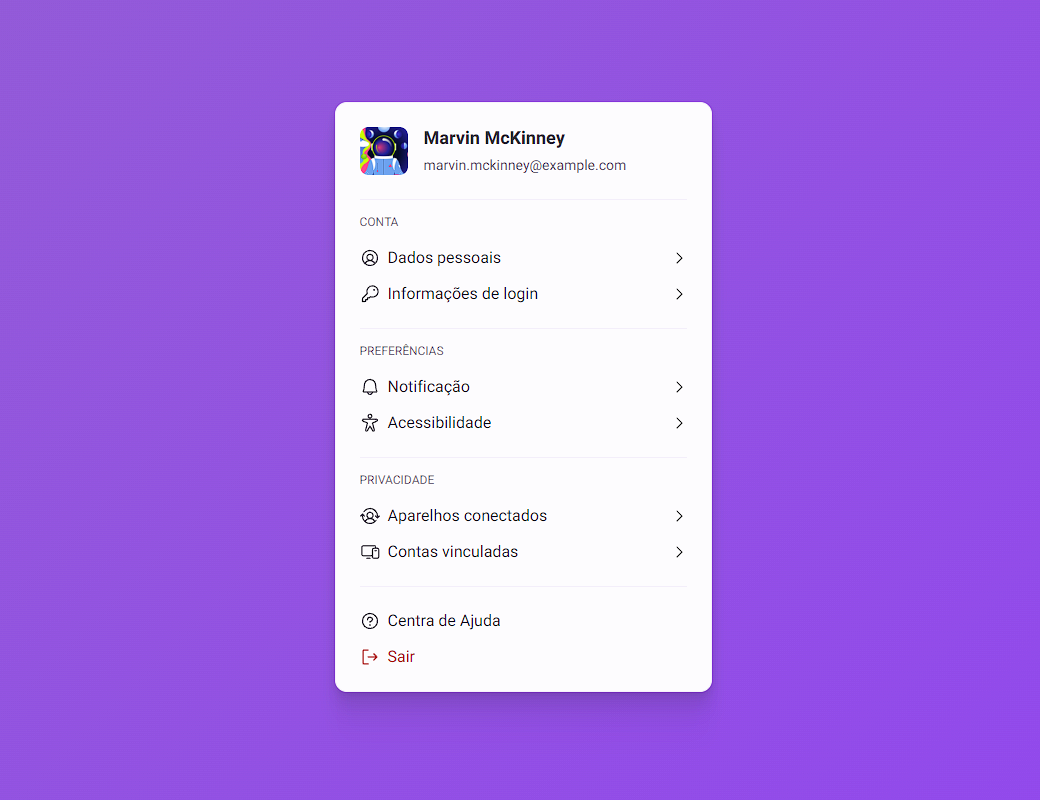 Marvin McKinney
marvin.mckinney@example.com
CONTA
Dados pessoais
Informações de login
PREFERÊNCIAS
Notificação
Acessibilidade
PRIVACIDADE
Aparelhos conectados
Contas vinculadas
Centra de Ajuda
Sair